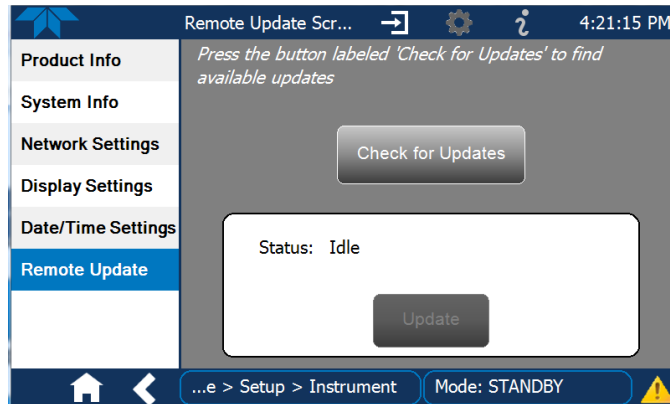 Remote Update Scr... 4:21:15 PM
Product Info
System Info
Network Settings
Display Settings
Date/Time Settings
Remote Update
Press the button labeled 'Check for Updates' to find
available updates
Check for Updates
Status: Idle
Update
...e > Setup > Instrument Mode: STANDBY